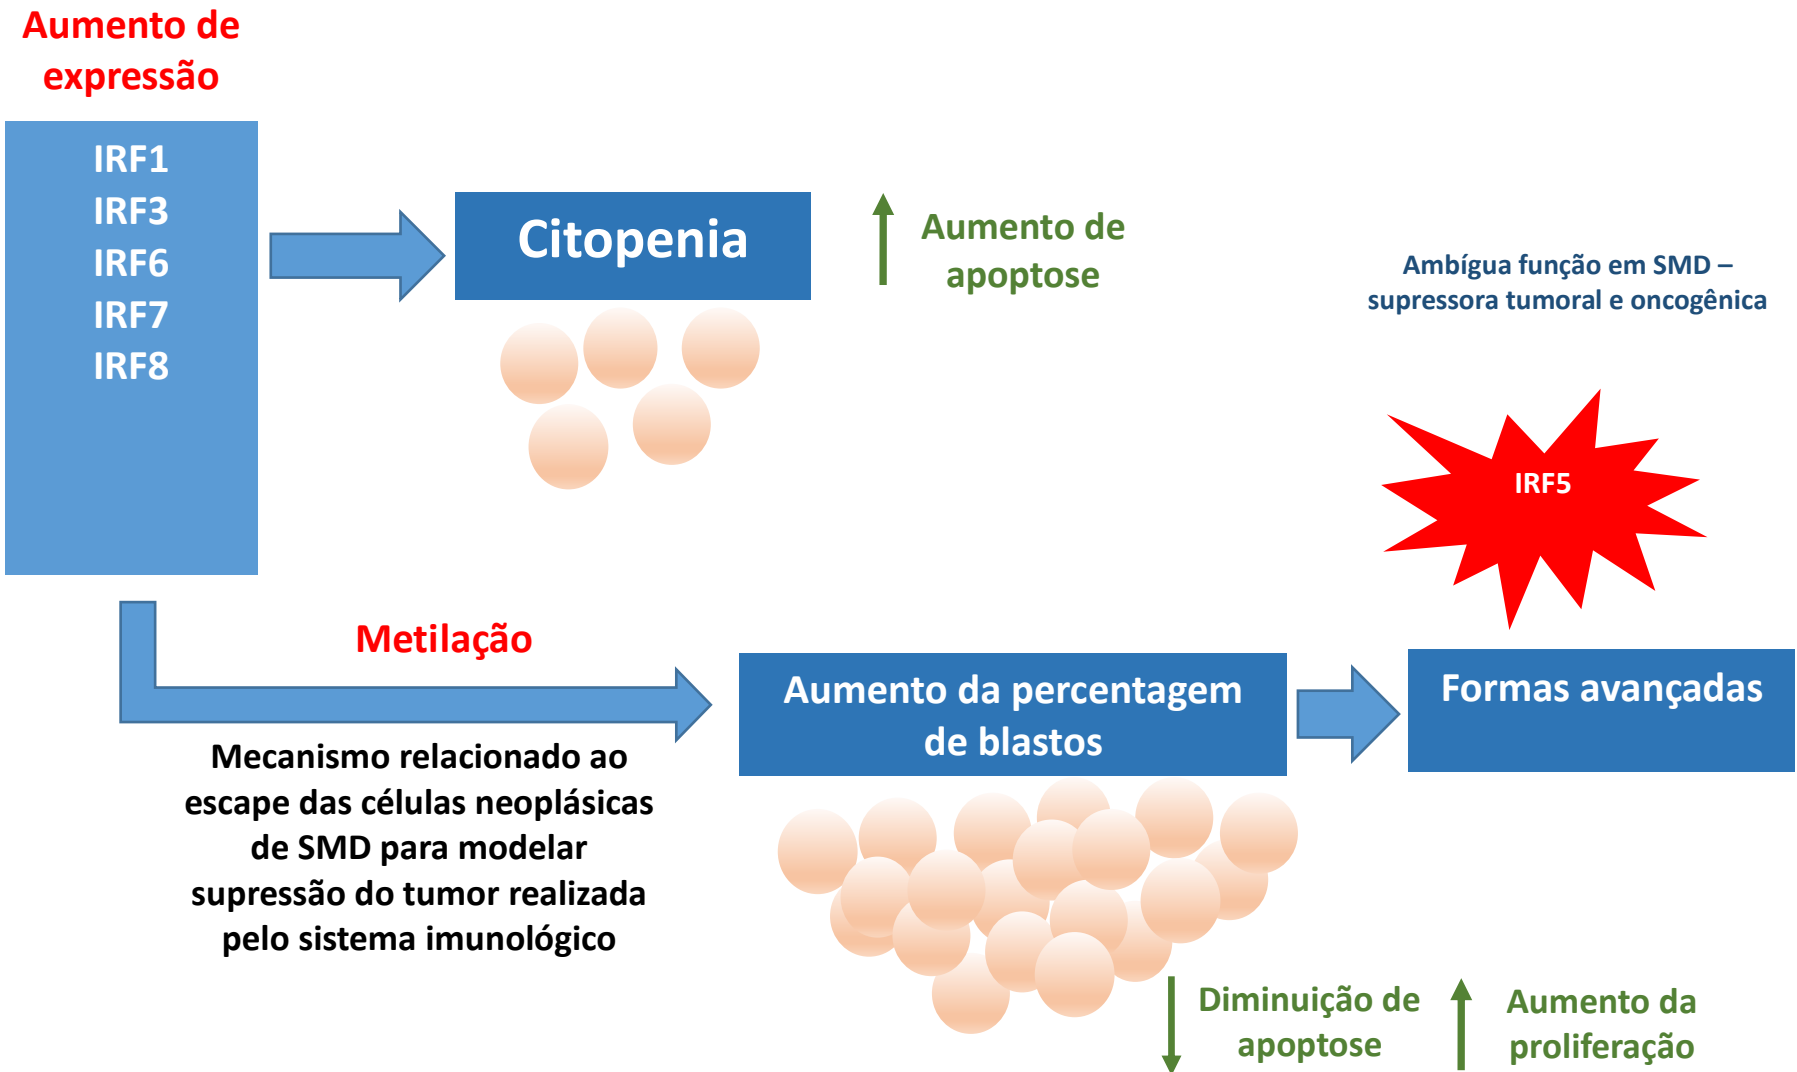 Aumento de
expressão
IRF1
IRF3
IRF6
IRF7
IRF8
Citopenia
Aumento de
apoptose
Ambígua função em SMD –
supressora tumoral e oncogênica
IRF5
Metilação
Mecanismo relacionado ao
escape das células neoplásicas
de SMD para modelar
supressão do tumor realizada
pelo sistema imunológico
Aumento da percentagem
de blastos
Formas avançadas
Diminuição de
apoptose
Aumento da
proliferação